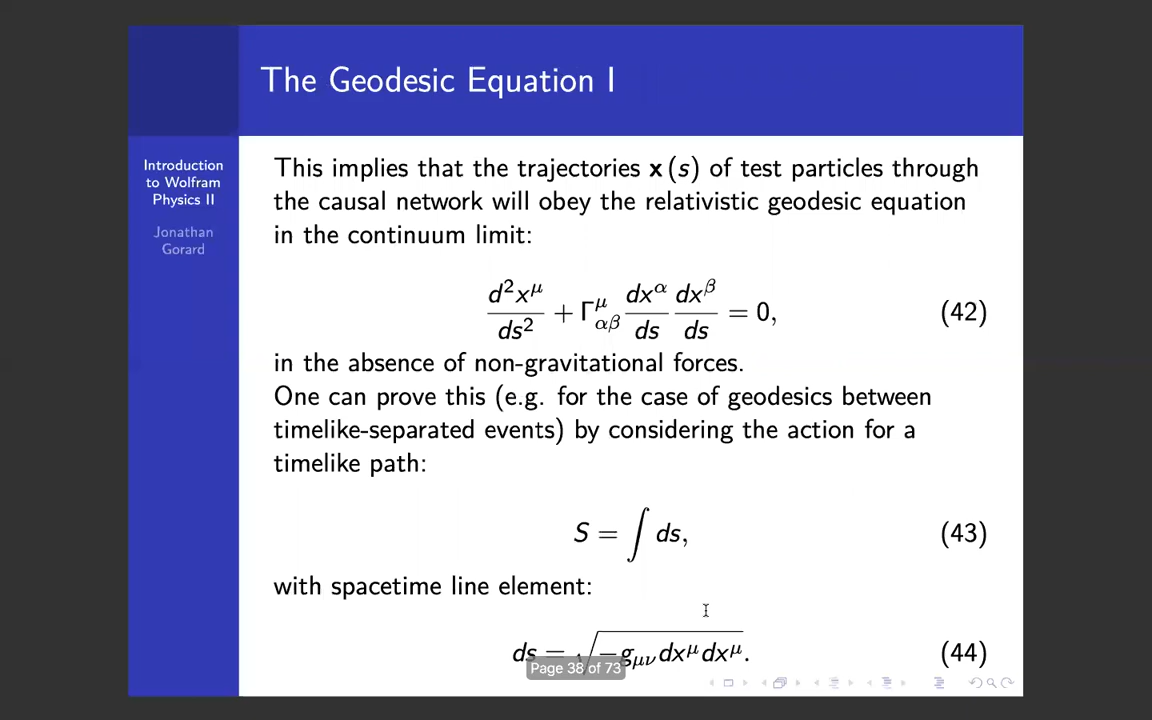 The Geodesic Equation I
Introduction
to Wolfram
Physics II
Jonathan
Gorard
This implies that the trajectories x(s) of test particles through
the causal network will obey the relativistic geodesic equation
in the continuum limit:
d²x^μ/ds² + Γ^μ_αβ dx^α/ds dx^β/ds = 0, (42)
in the absence of non-gravitational forces.
One can prove this (e.g. for the case of geodesics between
timelike-separated events) by considering the action for a
timelike path:
S = ∫ ds, (43)
with spacetime line element:
ds = √(−g_μν dx^μ dx^μ). (44)
Page 38 of 73